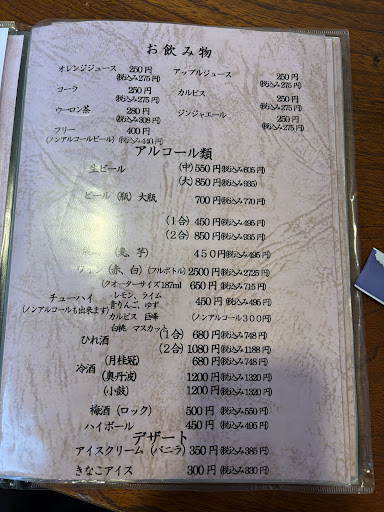 お飲み物
オレンジジュース 250円 (税込み275円)
アップルジュース 250円 (税込み275円)
コーラ 250円 (税込み275円)
カルピス 250円 (税込み275円)
ウーロン茶 280円 (税込み308円)
ジンジャエール 250円 (税込み275円)
フリー 400円
(ノンアルコールビール) (税込み440円)
アルコール類
生ビール (中) 550円 (税込み605円)
(大) 850円 (税込み935)
ビール (瓶) 大瓶 700円 (税込み770円)
(1合) 450円 (税込み495円)
(2合) 850円 (税込み935円)
芋) 450円 (税込み495円)
ワイン (赤、白) (フルボトル) 2500円 (税込み2725円)
(クオーターサイズ187ml) 650円 (税込み715円)
チューハイ レモン、ライム
(ノンアルコールも出来ます) 青りんご、ゆず 450円 (税込み495円)
カルピス 巨峰 (ノンアルコール300円)
白桃 マスカット
ひれ酒 (1合) 680円 (税込み748円)
(2合) 1080円 (税込み1188円)
冷酒 (月桂冠) 680円 (税込み748円)
(奥丹波) 1200円 (税込み1320円)
(小鼓) 1200円 (税込み1320円)
梅酒 (ロック) 500円 (税込み550円)
ハイボール 450円 (税込み495円)
デザート
アイスクリーム (バニラ) 350円 (税込み385円)
きなこアイス 300円 (税込み330円)